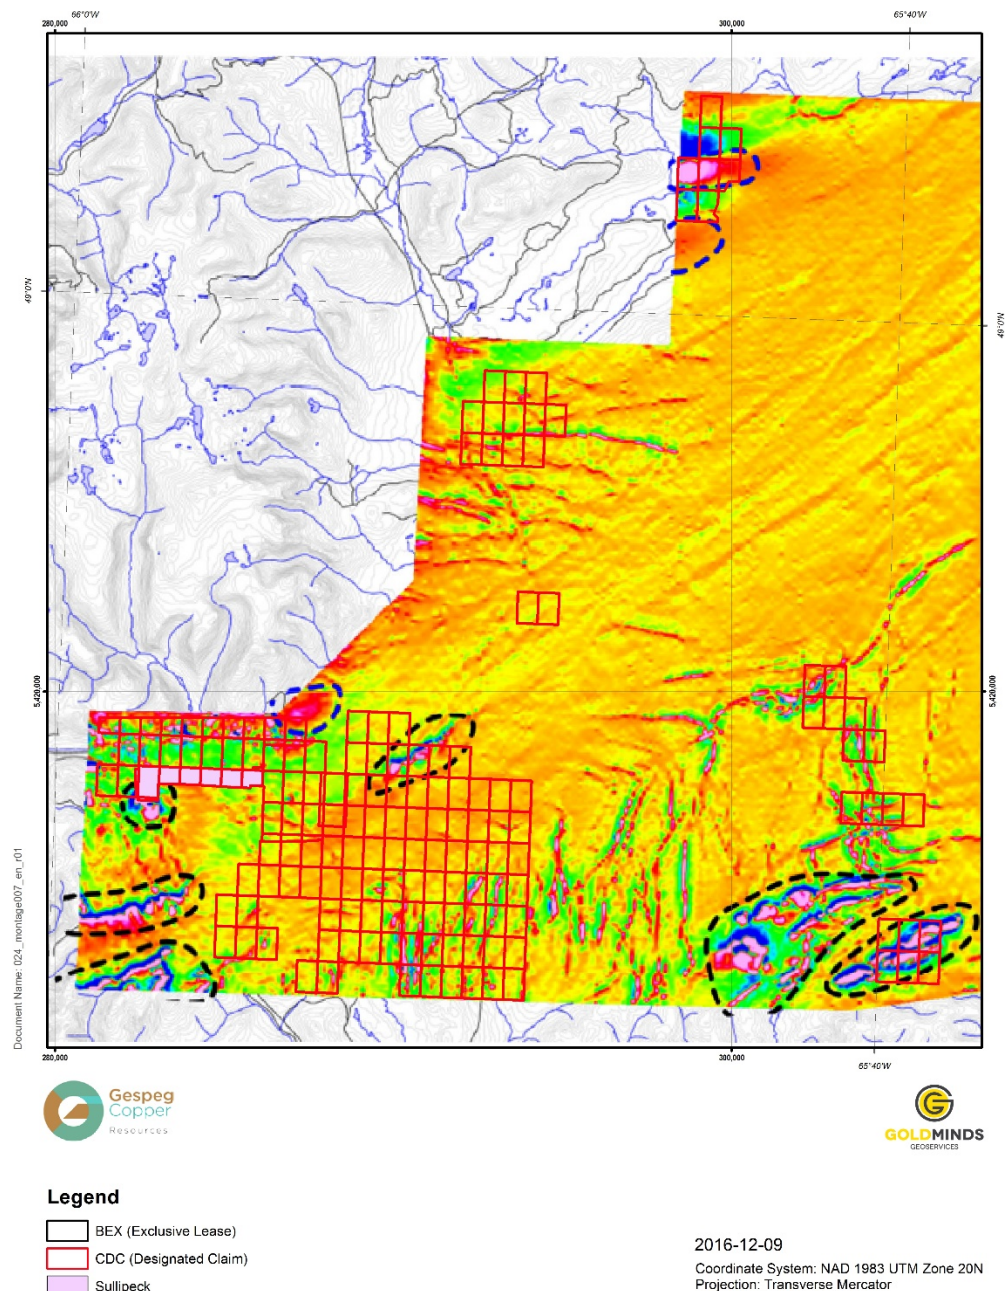 66°0'W
65°40'W
280,000
300,000
49°0'N
49°0'N
5,420,000
5,420,000
Document Name: 024_montage007_en_r01
280,000
300,000
65°40'W
Gespeg
Copper
Resources
GOLDMINDS
GEOSERVICES
Legend
BEX (Exclusive Lease)
CDC (Designated Claim)
Sullipeck
2016-12-09
Coordinate System: NAD 1983 UTM Zone 20N
Projection: Transverse Mercator